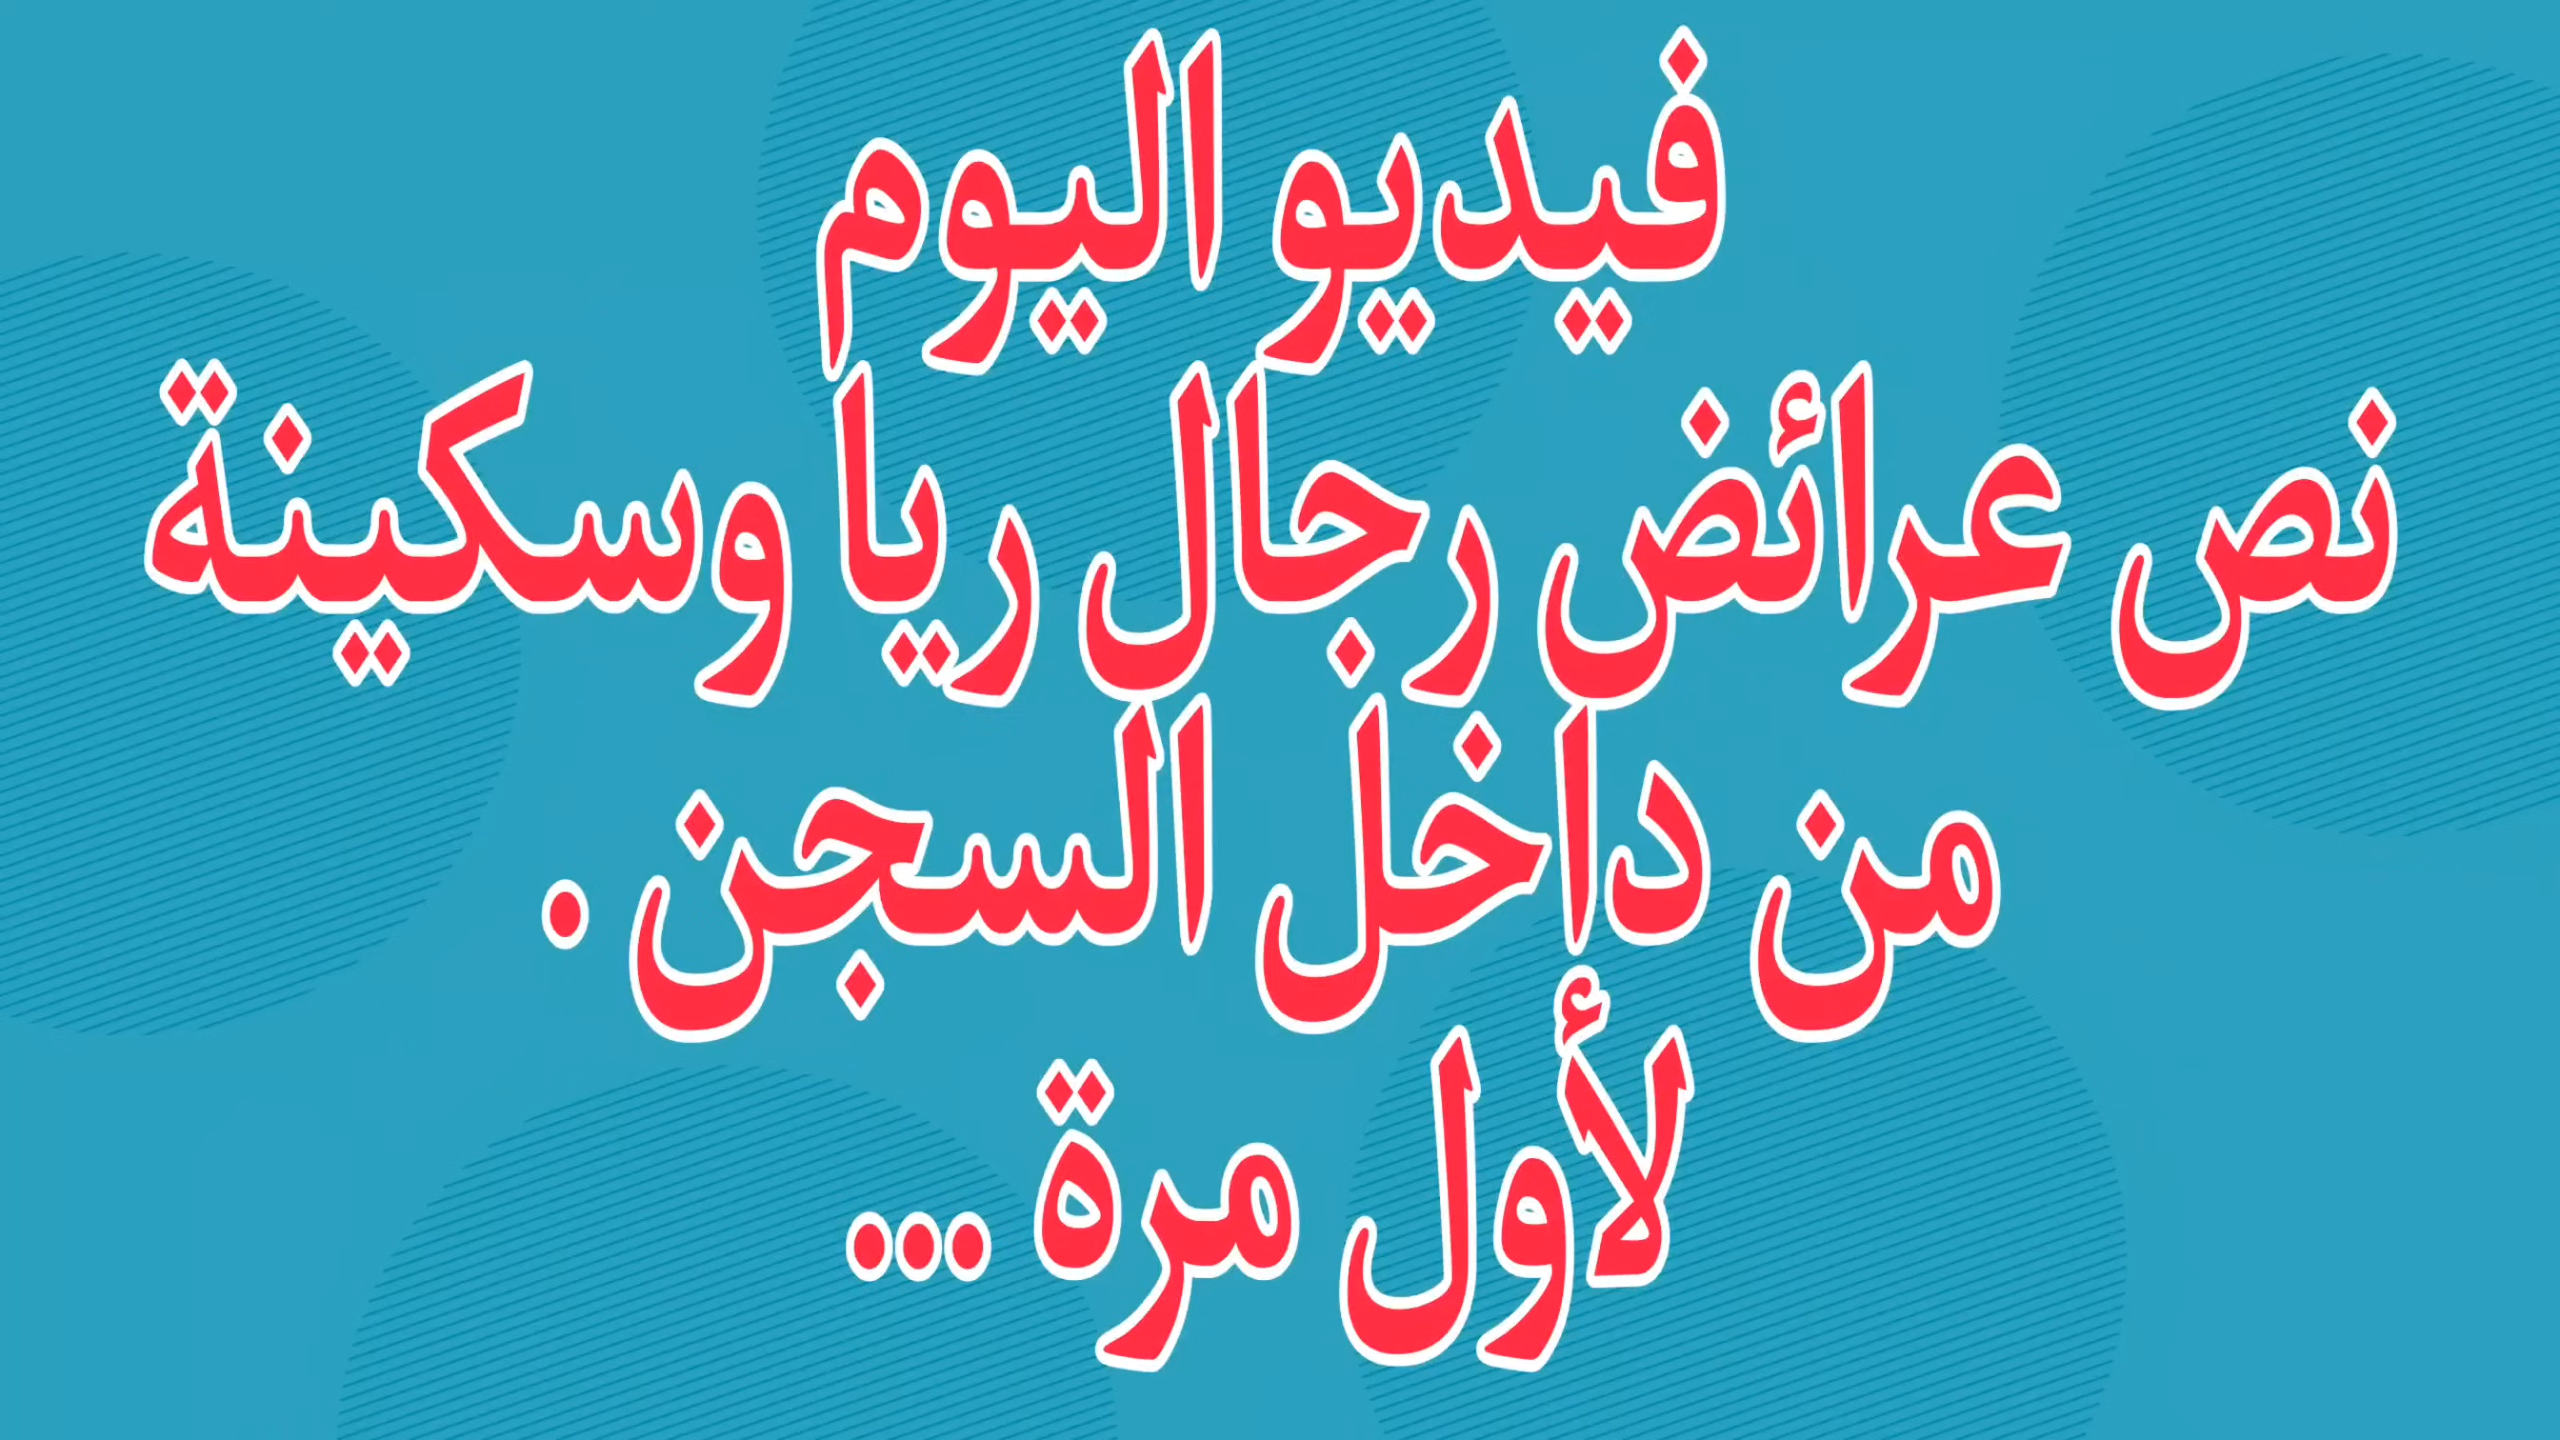 فيديو اليوم
نص عرائض رجال ريا وسكينة
من داخل السجن .
لأول مرة ...